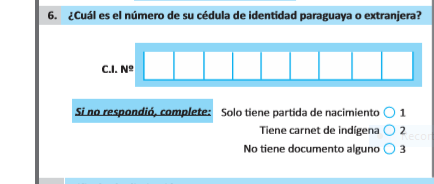 6. ¿Cuál es el número de su cédula de identidad paraguaya o extranjera?
C.I. Nº
Si no respondió, complete: Solo tiene partida de nacimiento 1
Tiene carnet de indígena 2
No tiene documento alguno 3